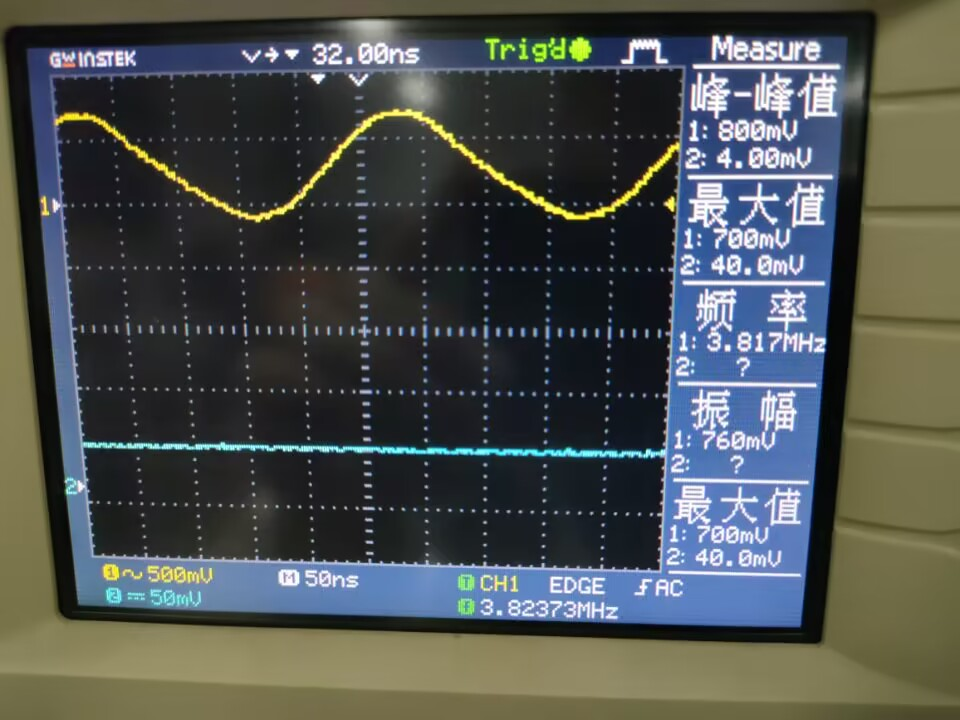 GWINSTEK 32.00ns Trig'd Measure
峰-峰值
1: 800mV
2: 4.00mV
最大值
1: 700mV
2: 40.0mV
频 率
1: 3.817MHz
2: ?
振 幅
1: 760mV
2: ?
最大值
1: 700mV
2: 40.0mV
1
2
1 500mV M 50ns T CH1 EDGE AC
2 50mV F 3.82373MHz